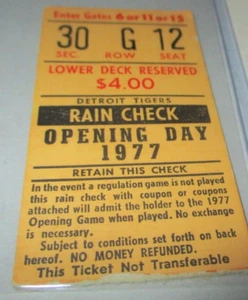 Enter Gates 6 or 11 or 15
30 G 12
SEC. ROW SEAT
LOWER DECK RESERVED
$4.00
DETROIT TIGERS
RAIN CHECK
OPENING DAY
1977
RETAIN THIS CHECK
In the event a regulation game is not played
this rain check with coupon or coupons
attached will admit the holder to the 1977
Opening Game when played. No exchange
is necessary.
Subject to conditions set forth on back
hereof. NO MONEY REFUNDED.
This Ticket Not Transferable